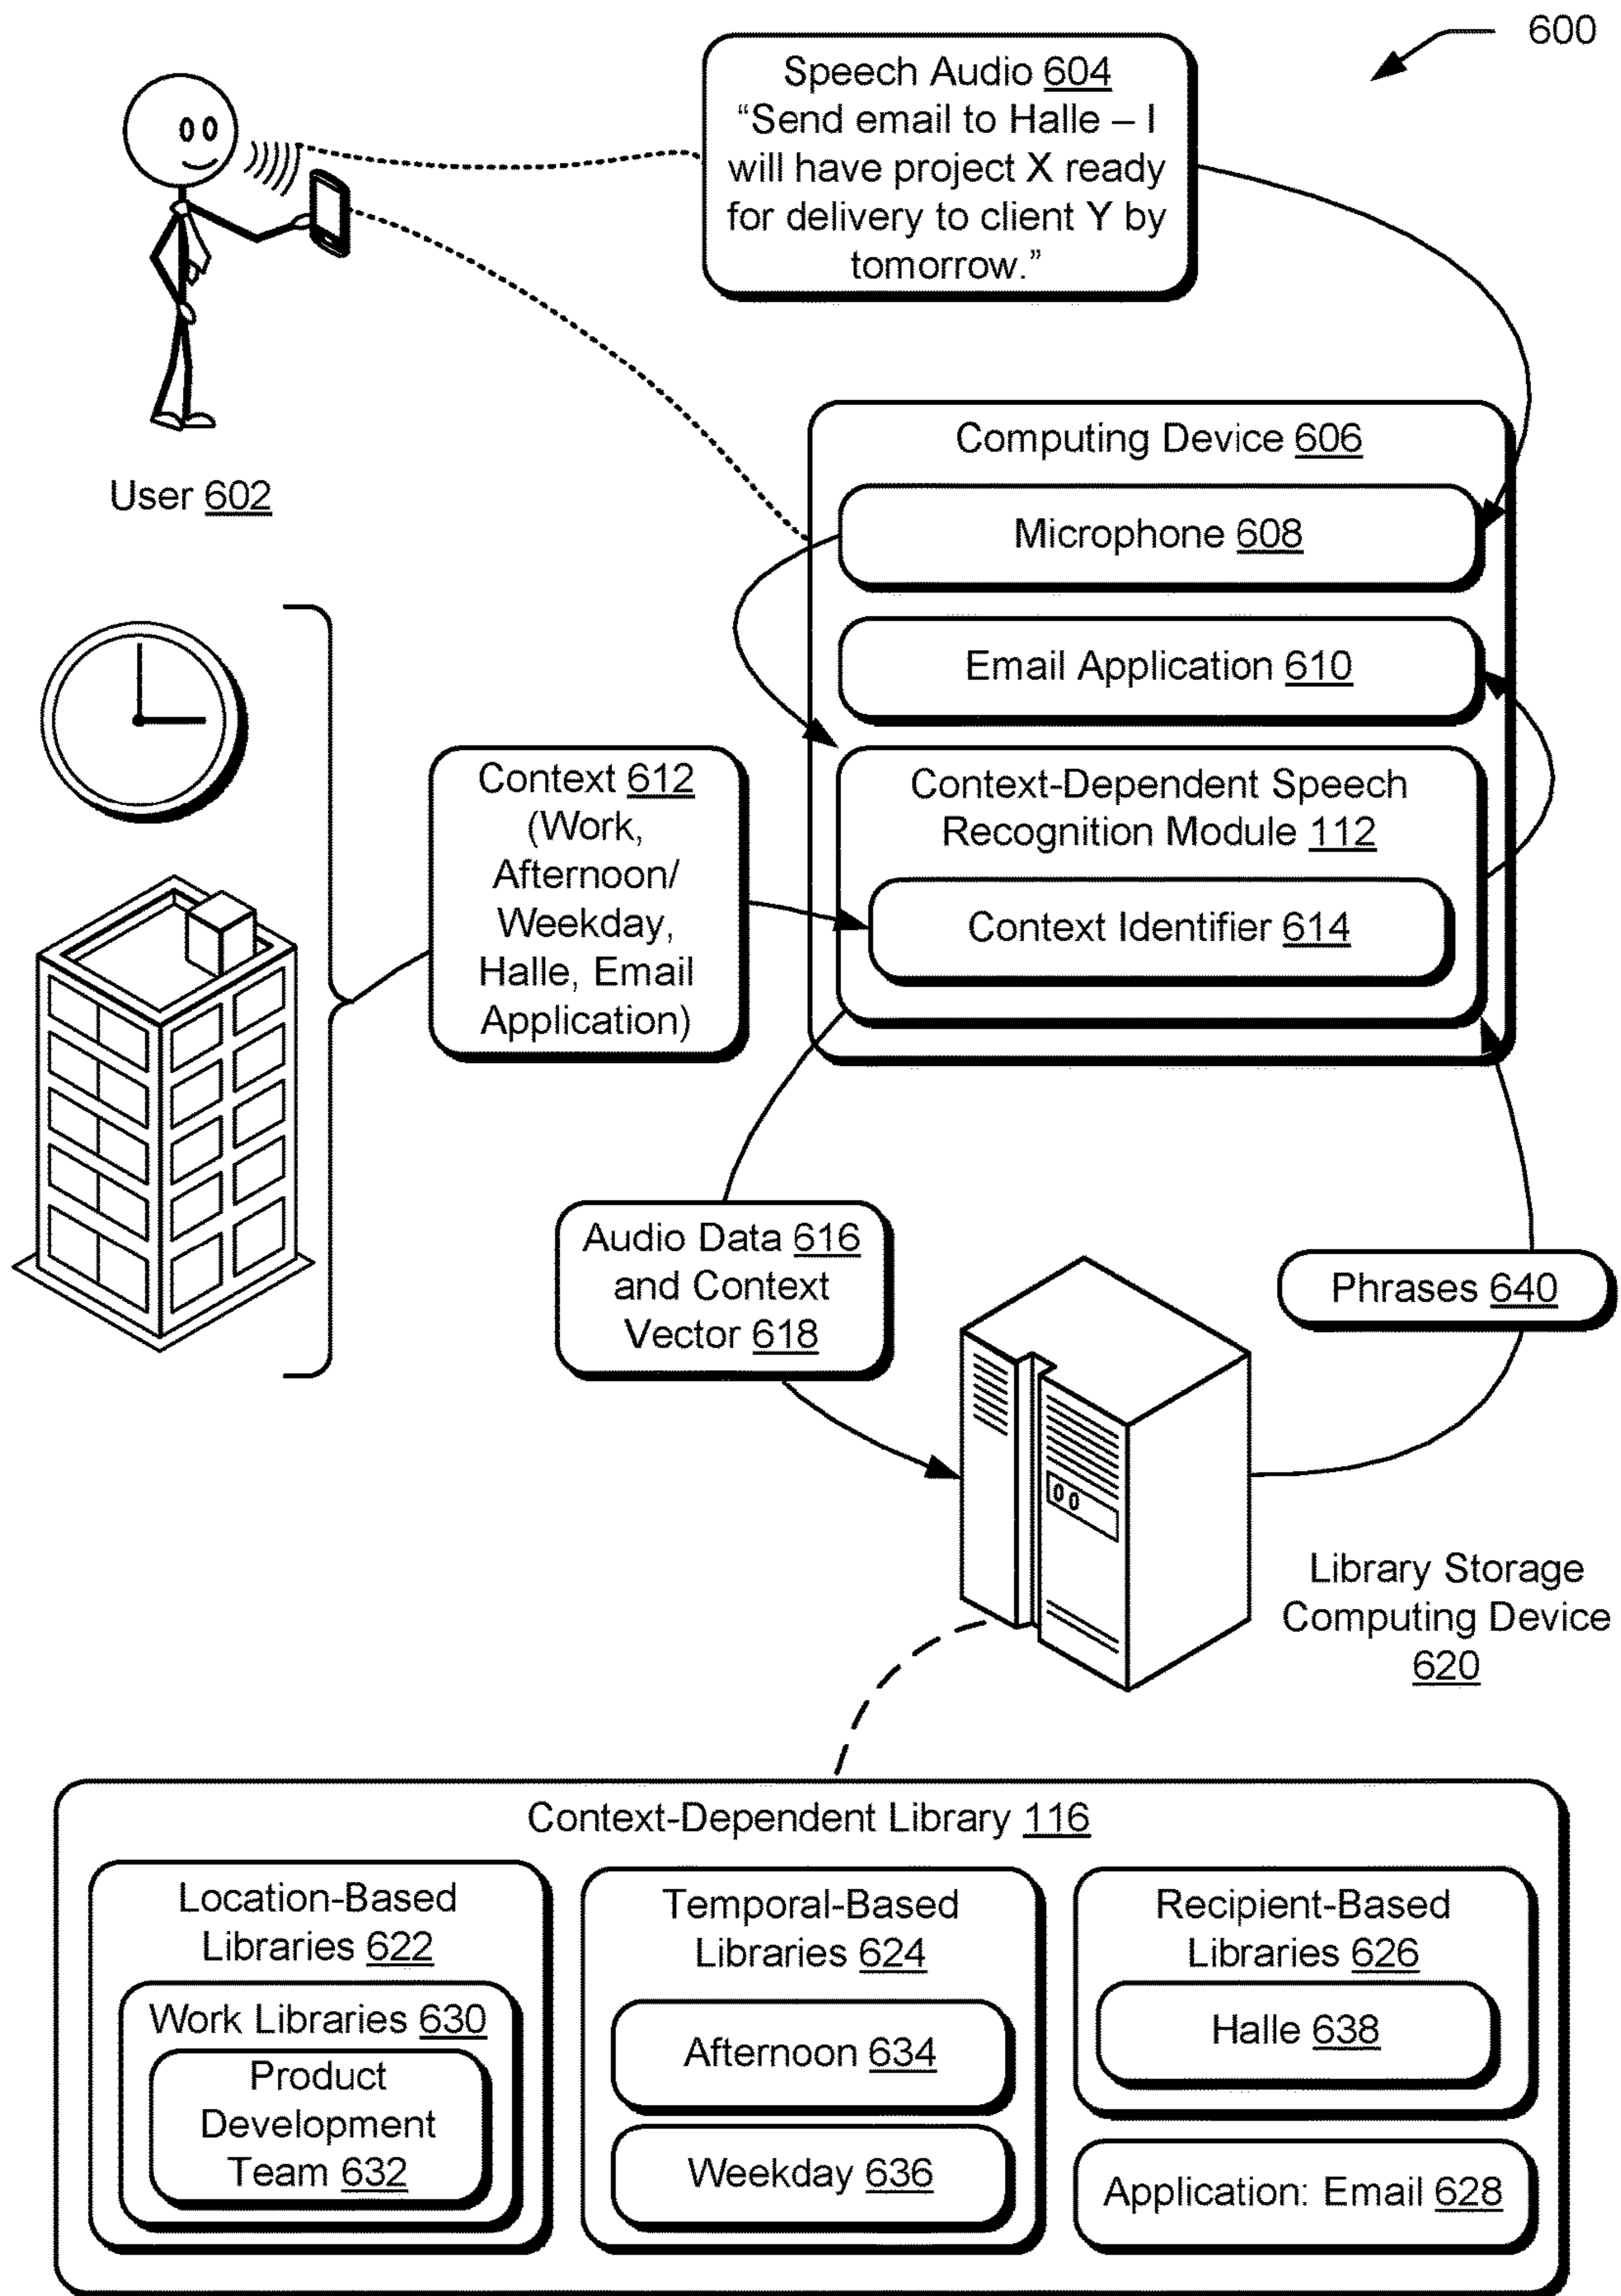 600
Speech Audio 604
“Send email to Halle – I
will have project X ready
for delivery to client Y by
tomorrow.”
User 602
Computing Device 606
Microphone 608
Email Application 610
Context-Dependent Speech
Recognition Module 112
Context Identifier 614
Context 612
(Work,
Afternoon/
Weekday,
Halle, Email
Application)
Audio Data 616
and Context
Vector 618
Phrases 640
Library Storage
Computing Device
620
Context-Dependent Library 116
Location-Based
Libraries 622
Work Libraries 630
Product
Development
Team 632
Temporal-Based
Libraries 624
Afternoon 634
Weekday 636
Recipient-Based
Libraries 626
Halle 638
Application: Email 628